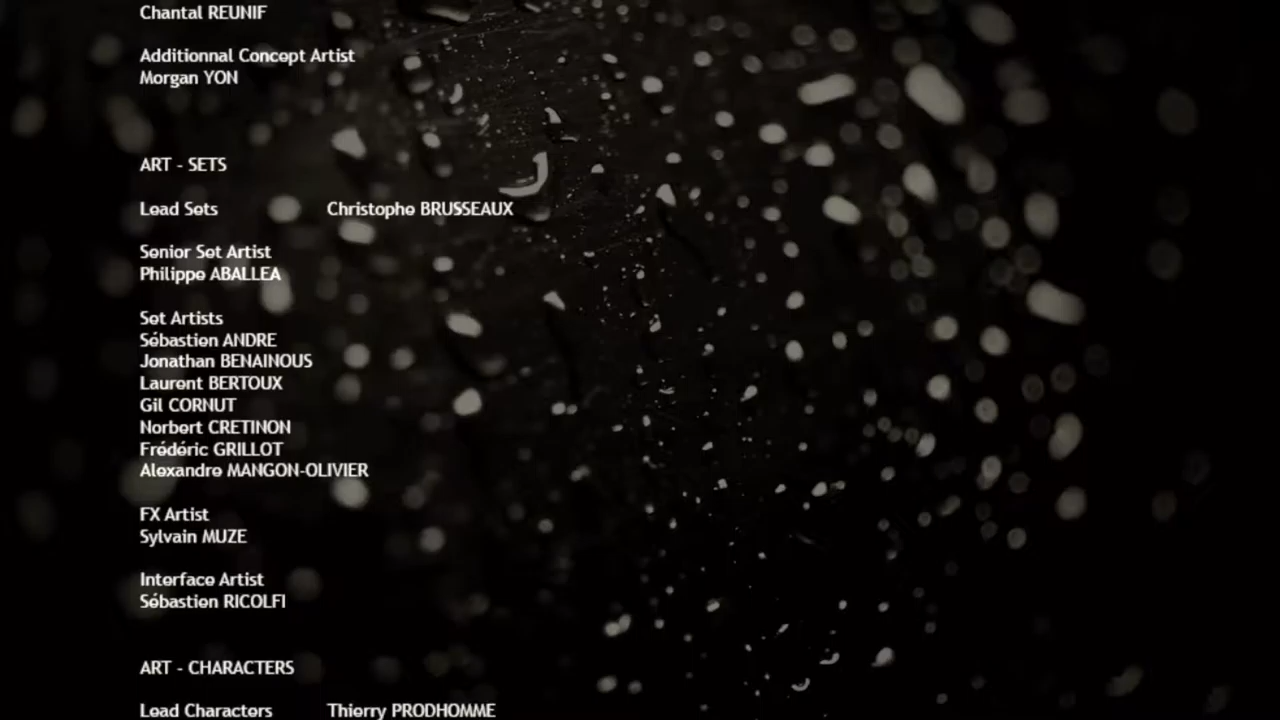 Chantal REUNIF
Additionnal Concept Artist
Morgan YON
ART - SETS
Lead Sets Christophe BRUSSEAUX
Senior Set Artist
Philippe ABALLEA
Set Artists
Sébastien ANDRE
Jonathan BENAINOUS
Laurent BERTOUX
Gil CORNUT
Norbert CRETINON
Frédéric GRILLOT
Alexandre MANGON-OLIVIER
FX Artist
Sylvain MUZE
Interface Artist
Sébastien RICOLFI
ART - CHARACTERS
Lead Characters Thierry PRODHOMME